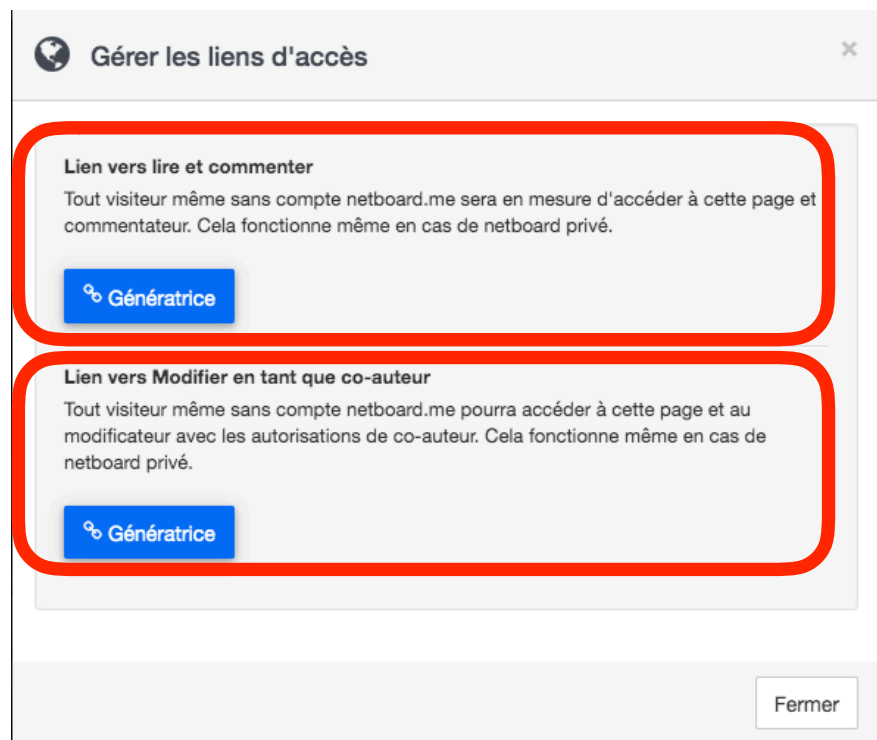 Gérer les liens d'accès
×
Lien vers lire et commenter
Tout visiteur même sans compte netboard.me sera en mesure d'accéder à cette page et
commentateur. Cela fonctionne même en cas de netboard privé.
Génératrice
Lien vers Modifier en tant que co-auteur
Tout visiteur même sans compte netboard.me pourra accéder à cette page et au
modificateur avec les autorisations de co-auteur. Cela fonctionne même en cas de
netboard privé.
Génératrice
Fermer